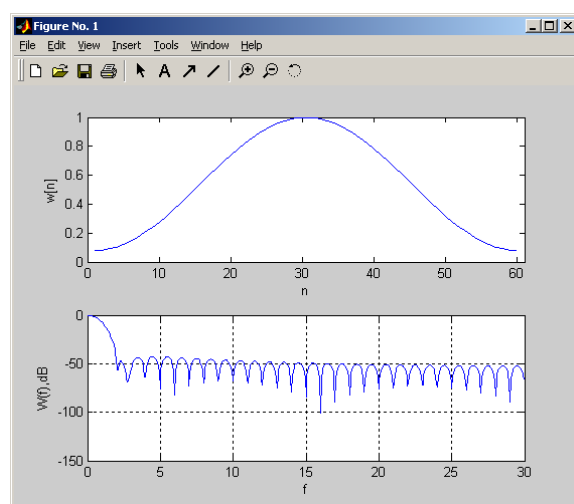 Figure No. 1
File Edit View Insert Tools Window Help
A
1
0.8
0.6
0.4
0.2
0
w[n]
0 10 20 30 40 50 60
n
0
-50
-100
-150
W(f),dB
0 5 10 15 20 25 30
f